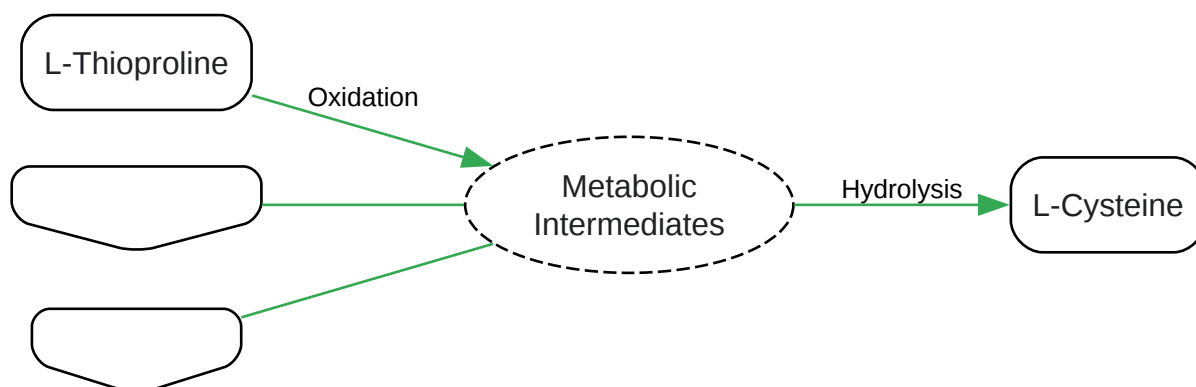 L-Thioproline
Oxidation
Metabolic
Intermediates
Hydrolysis
L-Cysteine